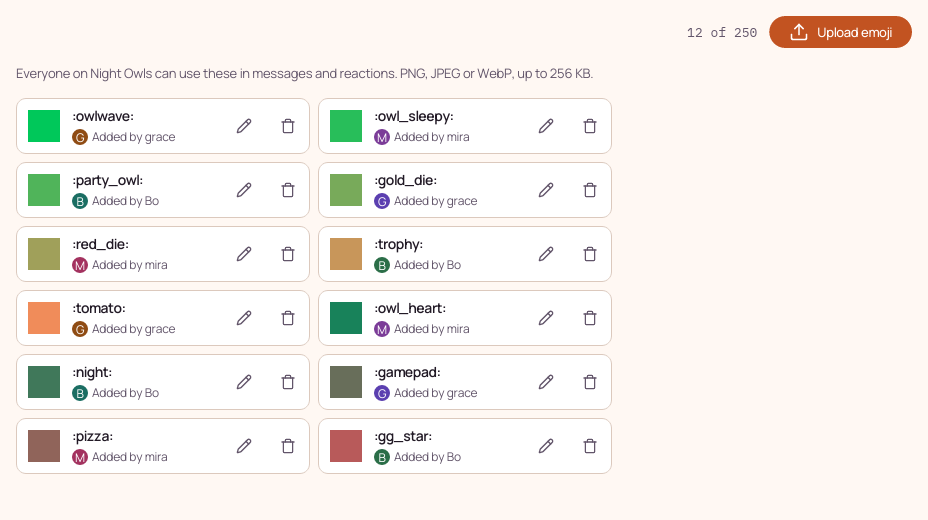 12 of 250
Upload emoji
Everyone on Night Owls can use these in messages and reactions. PNG, JPEG or WebP, up to 256 KB.
:owlwave:
G Added by grace
:owl_sleepy:
M Added by mira
:party_owl:
B Added by Bo
:gold_die:
G Added by grace
:red_die:
M Added by mira
:trophy:
B Added by Bo
:tomato:
G Added by grace
:owl_heart:
M Added by mira
:night:
B Added by Bo
:gamepad:
G Added by grace
:pizza:
M Added by mira
:gg_star:
B Added by Bo